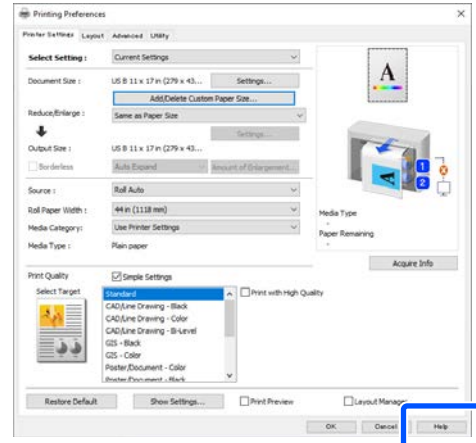 Printing Preferences
Printer Settings Layout Advanced Utility
Select Setting : Current Settings
Document Size : US B 11 x 17 in (279 x 43... Settings...
Add/Delete Custom Paper Size...
Reduce/Enlarge : Same as Paper Size
Settings...
Output Size : US B 11 x 17 in (279 x 43...
Borderless Auto Expand Amount of Enlargement...
Source : Roll Auto
Roll Paper Width : 44 in (1118 mm)
Media Category: Use Printer Settings
Media Type : Plain paper
A
A
1
2
Media Type
-
Paper Remaining
-
Acquire Info
Print Quality Simple Settings
Select Target
Standard
CAD/Line Drawing - Black
CAD/Line Drawing - Color
CAD/Line Drawing - Bi-Level
GIS - Black
GIS - Color
Poster/Document - Color
Poster/Document - Black
Print with High Quality
Restore Default Show Settings... Print Preview Layout Manager
OK Cancel Help